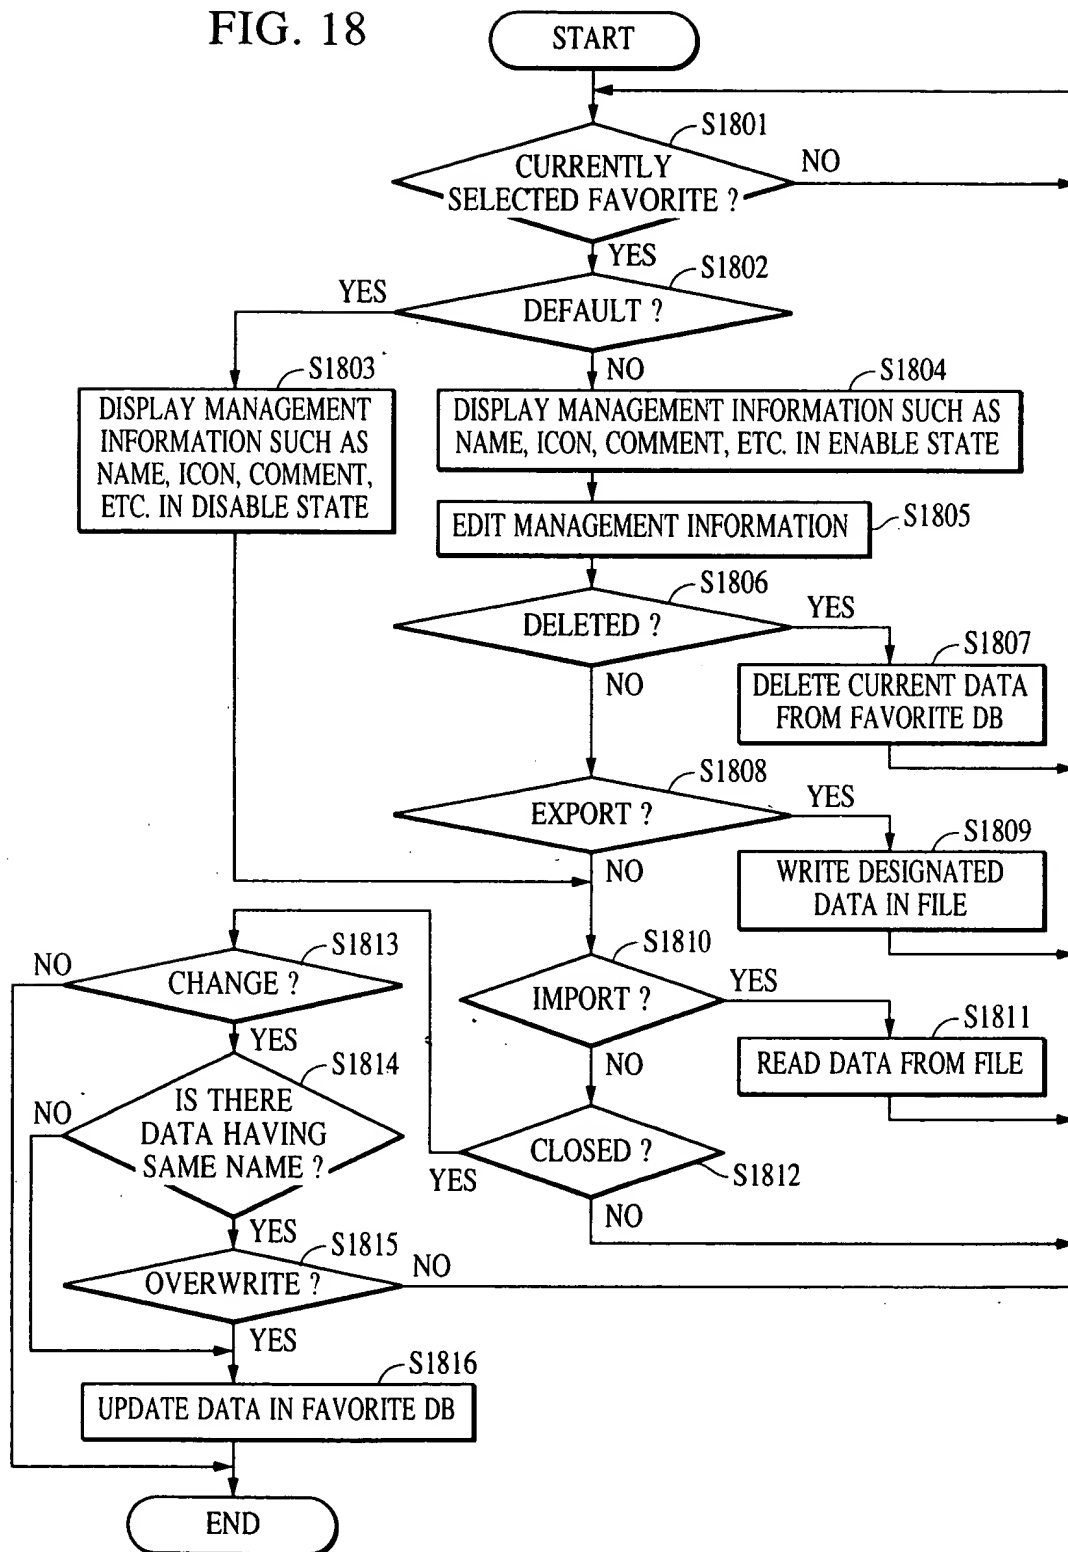 FIG. 18
START
S1801
CURRENTLY
SELECTED FAVORITE ?
NO
YES
S1802
YES
DEFAULT ?
NO
S1803
DISPLAY MANAGEMENT
INFORMATION SUCH AS
NAME, ICON, COMMENT,
ETC. IN DISABLE STATE
S1804
DISPLAY MANAGEMENT INFORMATION SUCH AS
NAME, ICON, COMMENT, ETC. IN ENABLE STATE
EDIT MANAGEMENT INFORMATION
S1805
S1806
DELETED ?
YES
NO
S1807
DELETE CURRENT DATA
FROM FAVORITE DB
S1808
EXPORT ?
YES
NO
S1809
WRITE DESIGNATED
DATA IN FILE
S1810
IMPORT ?
YES
NO
S1811
READ DATA FROM FILE
CLOSED ?
S1812
YES
NO
S1813
NO
CHANGE ?
YES
S1814
NO
IS THERE
DATA HAVING
SAME NAME ?
YES
S1815
OVERWRITE ?
NO
YES
S1816
UPDATE DATA IN FAVORITE DB
END